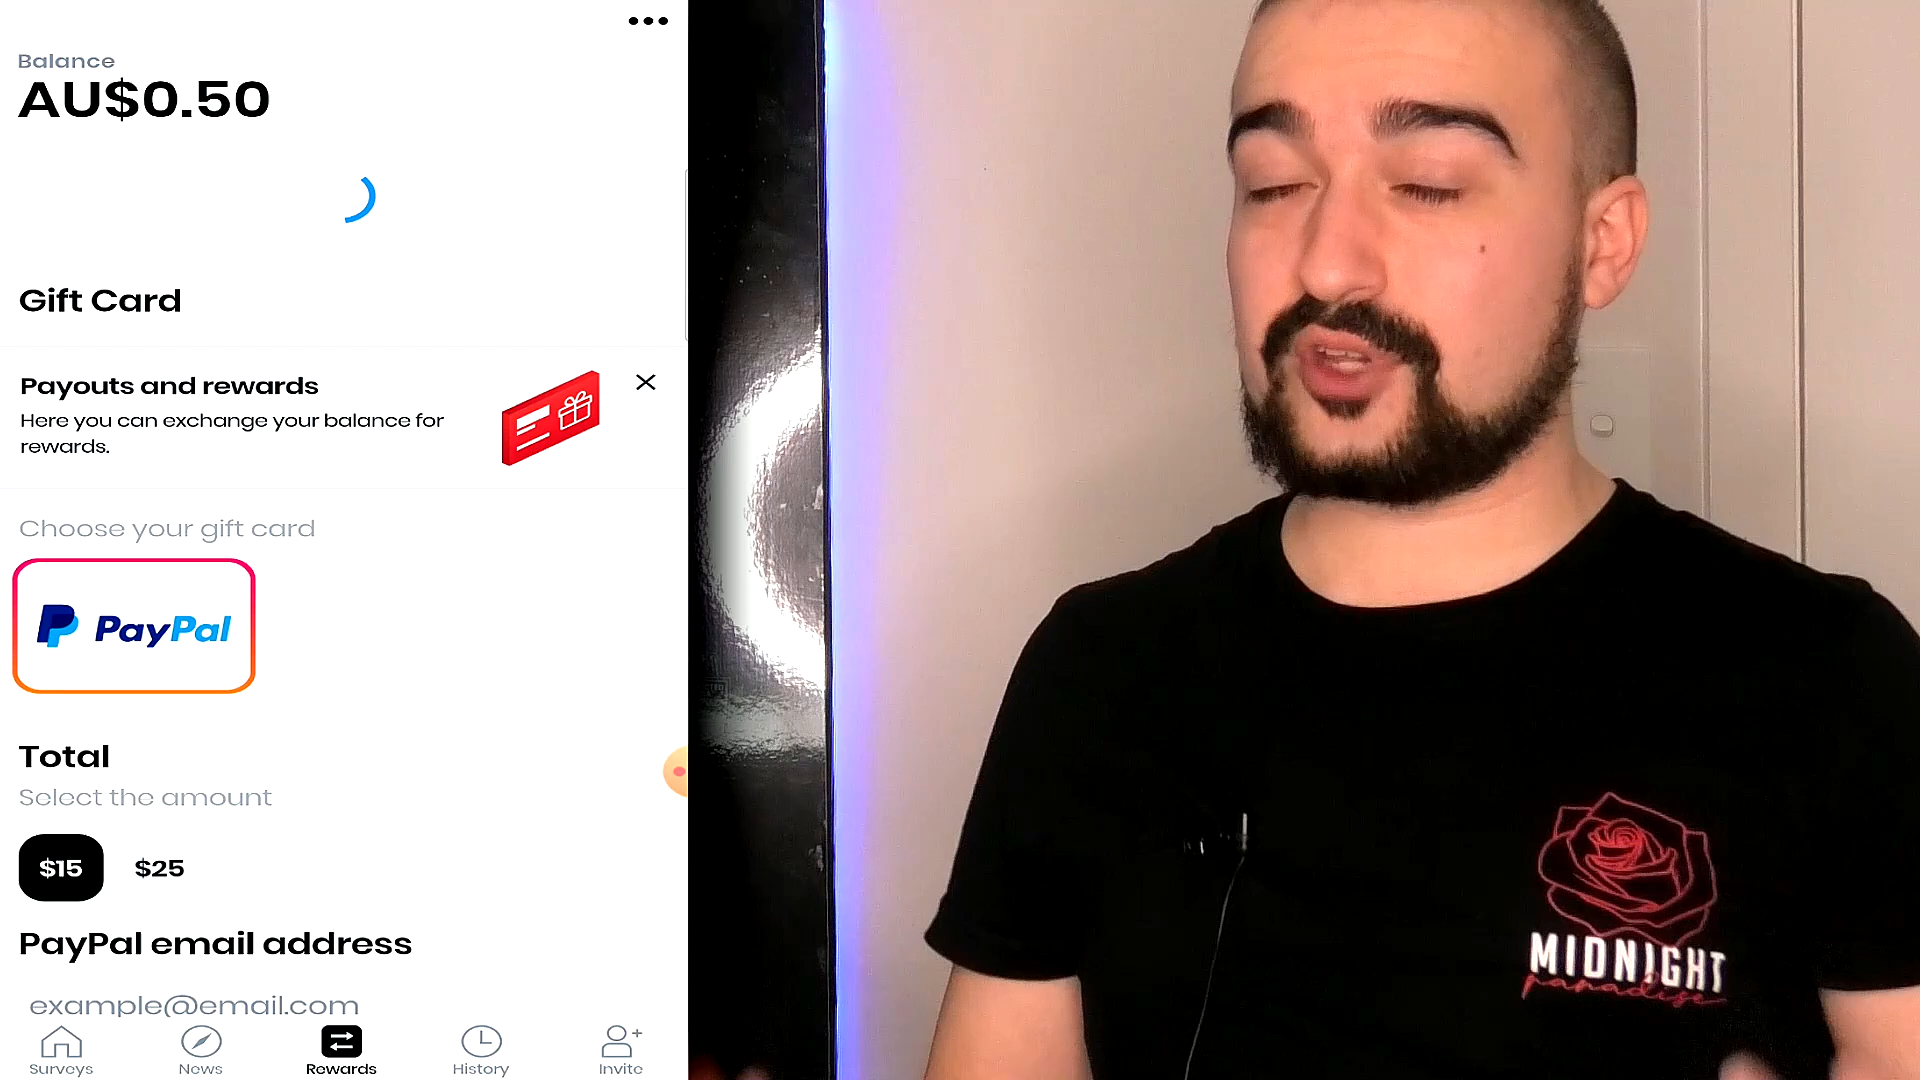 Balance
AU$0.50
Gift Card
Payouts and rewards
Here you can exchange your balance for
rewards.
Choose your gift card
PayPal
Total
Select the amount
$15 $25
PayPal email address
example@email.com
Surveys News Rewards History Invite
MIDNIGHT
paradise